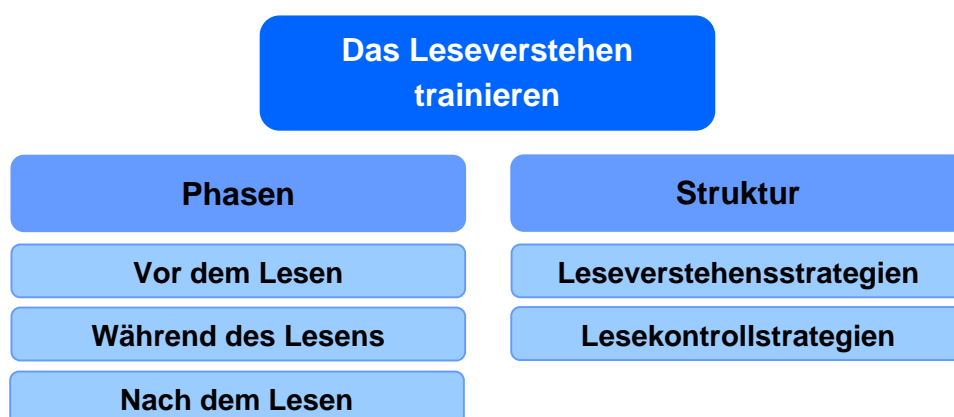 Das Leseverstehen
trainieren
Phasen
Vor dem Lesen
Während des Lesens
Nach dem Lesen
Struktur
Leseverstehensstrategien
Lesekontrollstrategien